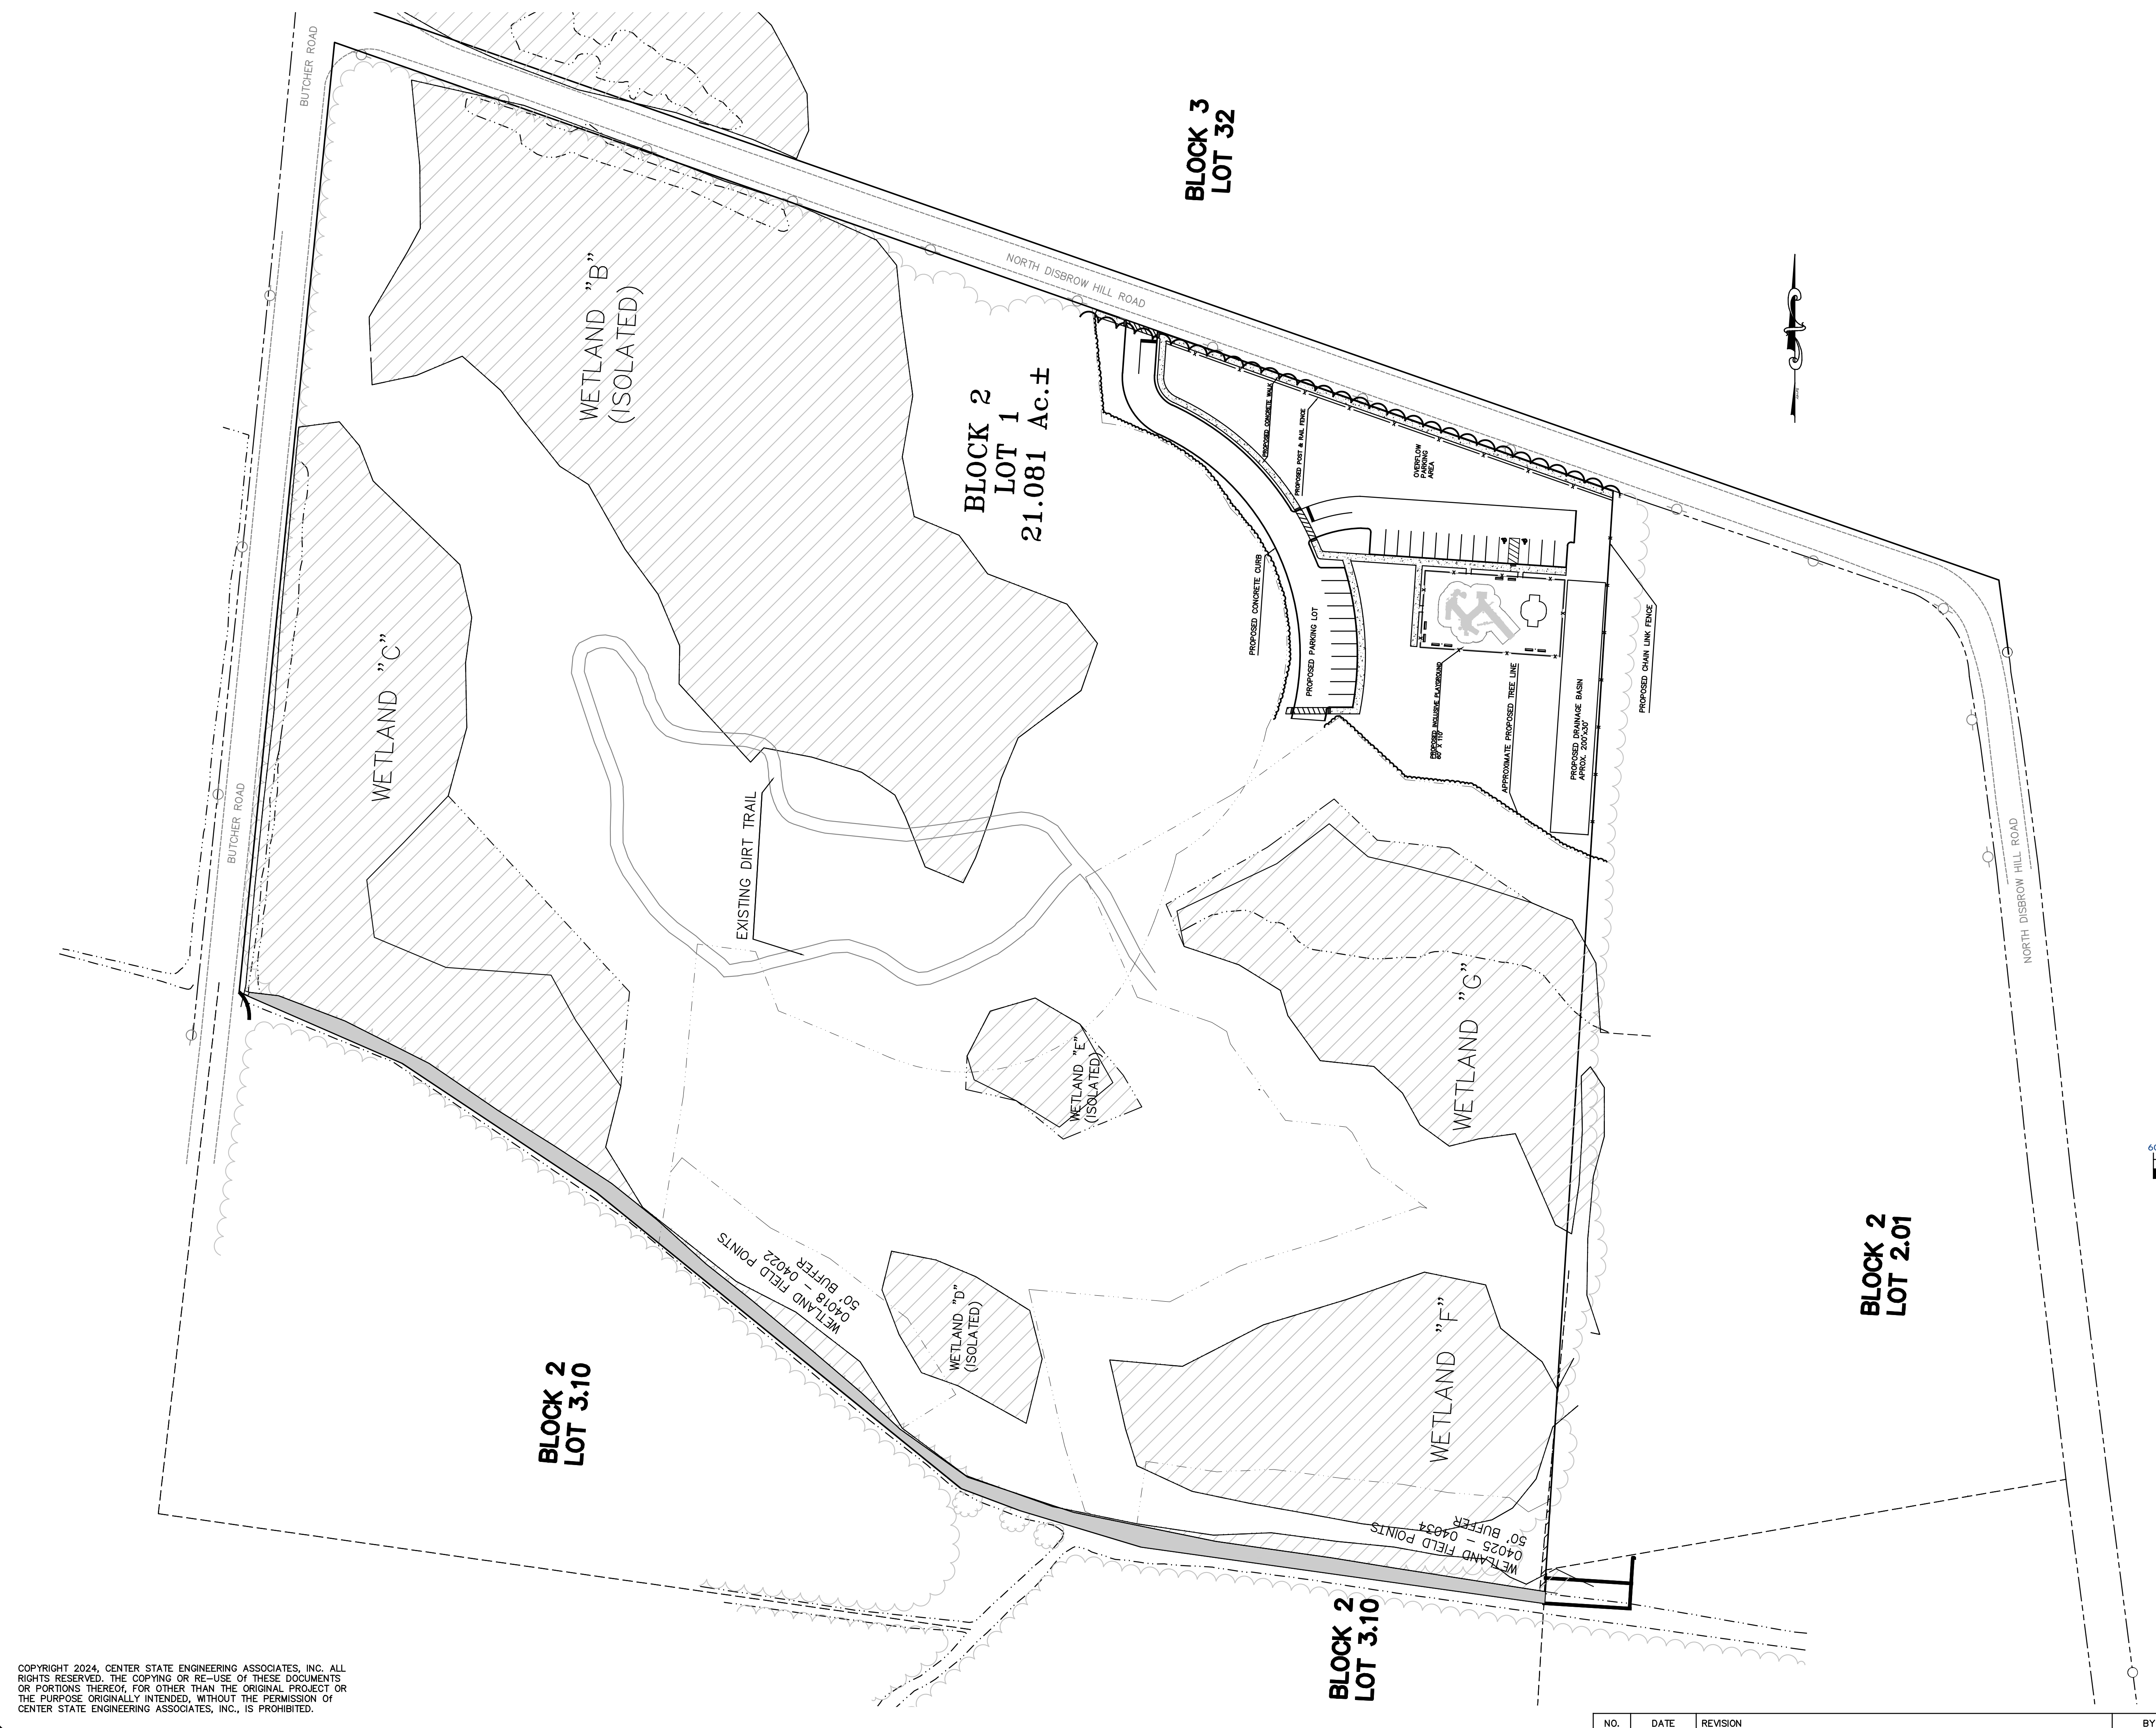 BUTCHER ROAD
BLOCK 3
LOT 32
NORTH DISBROW HILL ROAD
WETLAND "B"
(ISOLATED)
BLOCK 2
LOT 1
21.081 Ac.±
PROPOSED CONCRETE WALK
PROPOSED POST & RAIL FENCE
OVERFLOW
PARKING
AREA
PROPOSED CONCRETE CURB
PROPOSED PARKING LOT
PROPOSED CHAIN LINK FENCE
PROPOSED INCLUSIVE PLAYGROUND
60' X 110'
APPROXIMATE PROPOSED TREE LINE
PROPOSED DRAINAGE BASIN
APROX. 200'x30'
WETLAND "C"
BUTCHER ROAD
EXISTING DIRT TRAIL
NORTH DISBROW HILL ROAD
WETLAND "G"
WETLAND "E"
(ISOLATED)
60
WETLAND FIELD POINTS
04018 - 04022
50' BUFFER
WETLAND "D"
(ISOLATED)
WETLAND "F"
BLOCK 2
LOT 2.01
BLOCK 2
LOT 3.10
WETLAND FIELD POINTS
04025 - 04034
50' BUFFER
BLOCK 2
LOT 3.10
COPYRIGHT 2024, CENTER STATE ENGINEERING ASSOCIATES, INC. ALL
RIGHTS RESERVED. THE COPYING OR RE-USE Of THESE DOCUMENTS
OR PORTIONS THEREOf, FOR OTHER THAN THE ORIGINAL PROJECT OR
THE PURPOSE ORIGINALLY INTENDED, WITHOUT THE PERMISSION Of
CENTER STATE ENGINEERING ASSOCIATES, INC., IS PROHIBITED.
NO. DATE REVISION BY